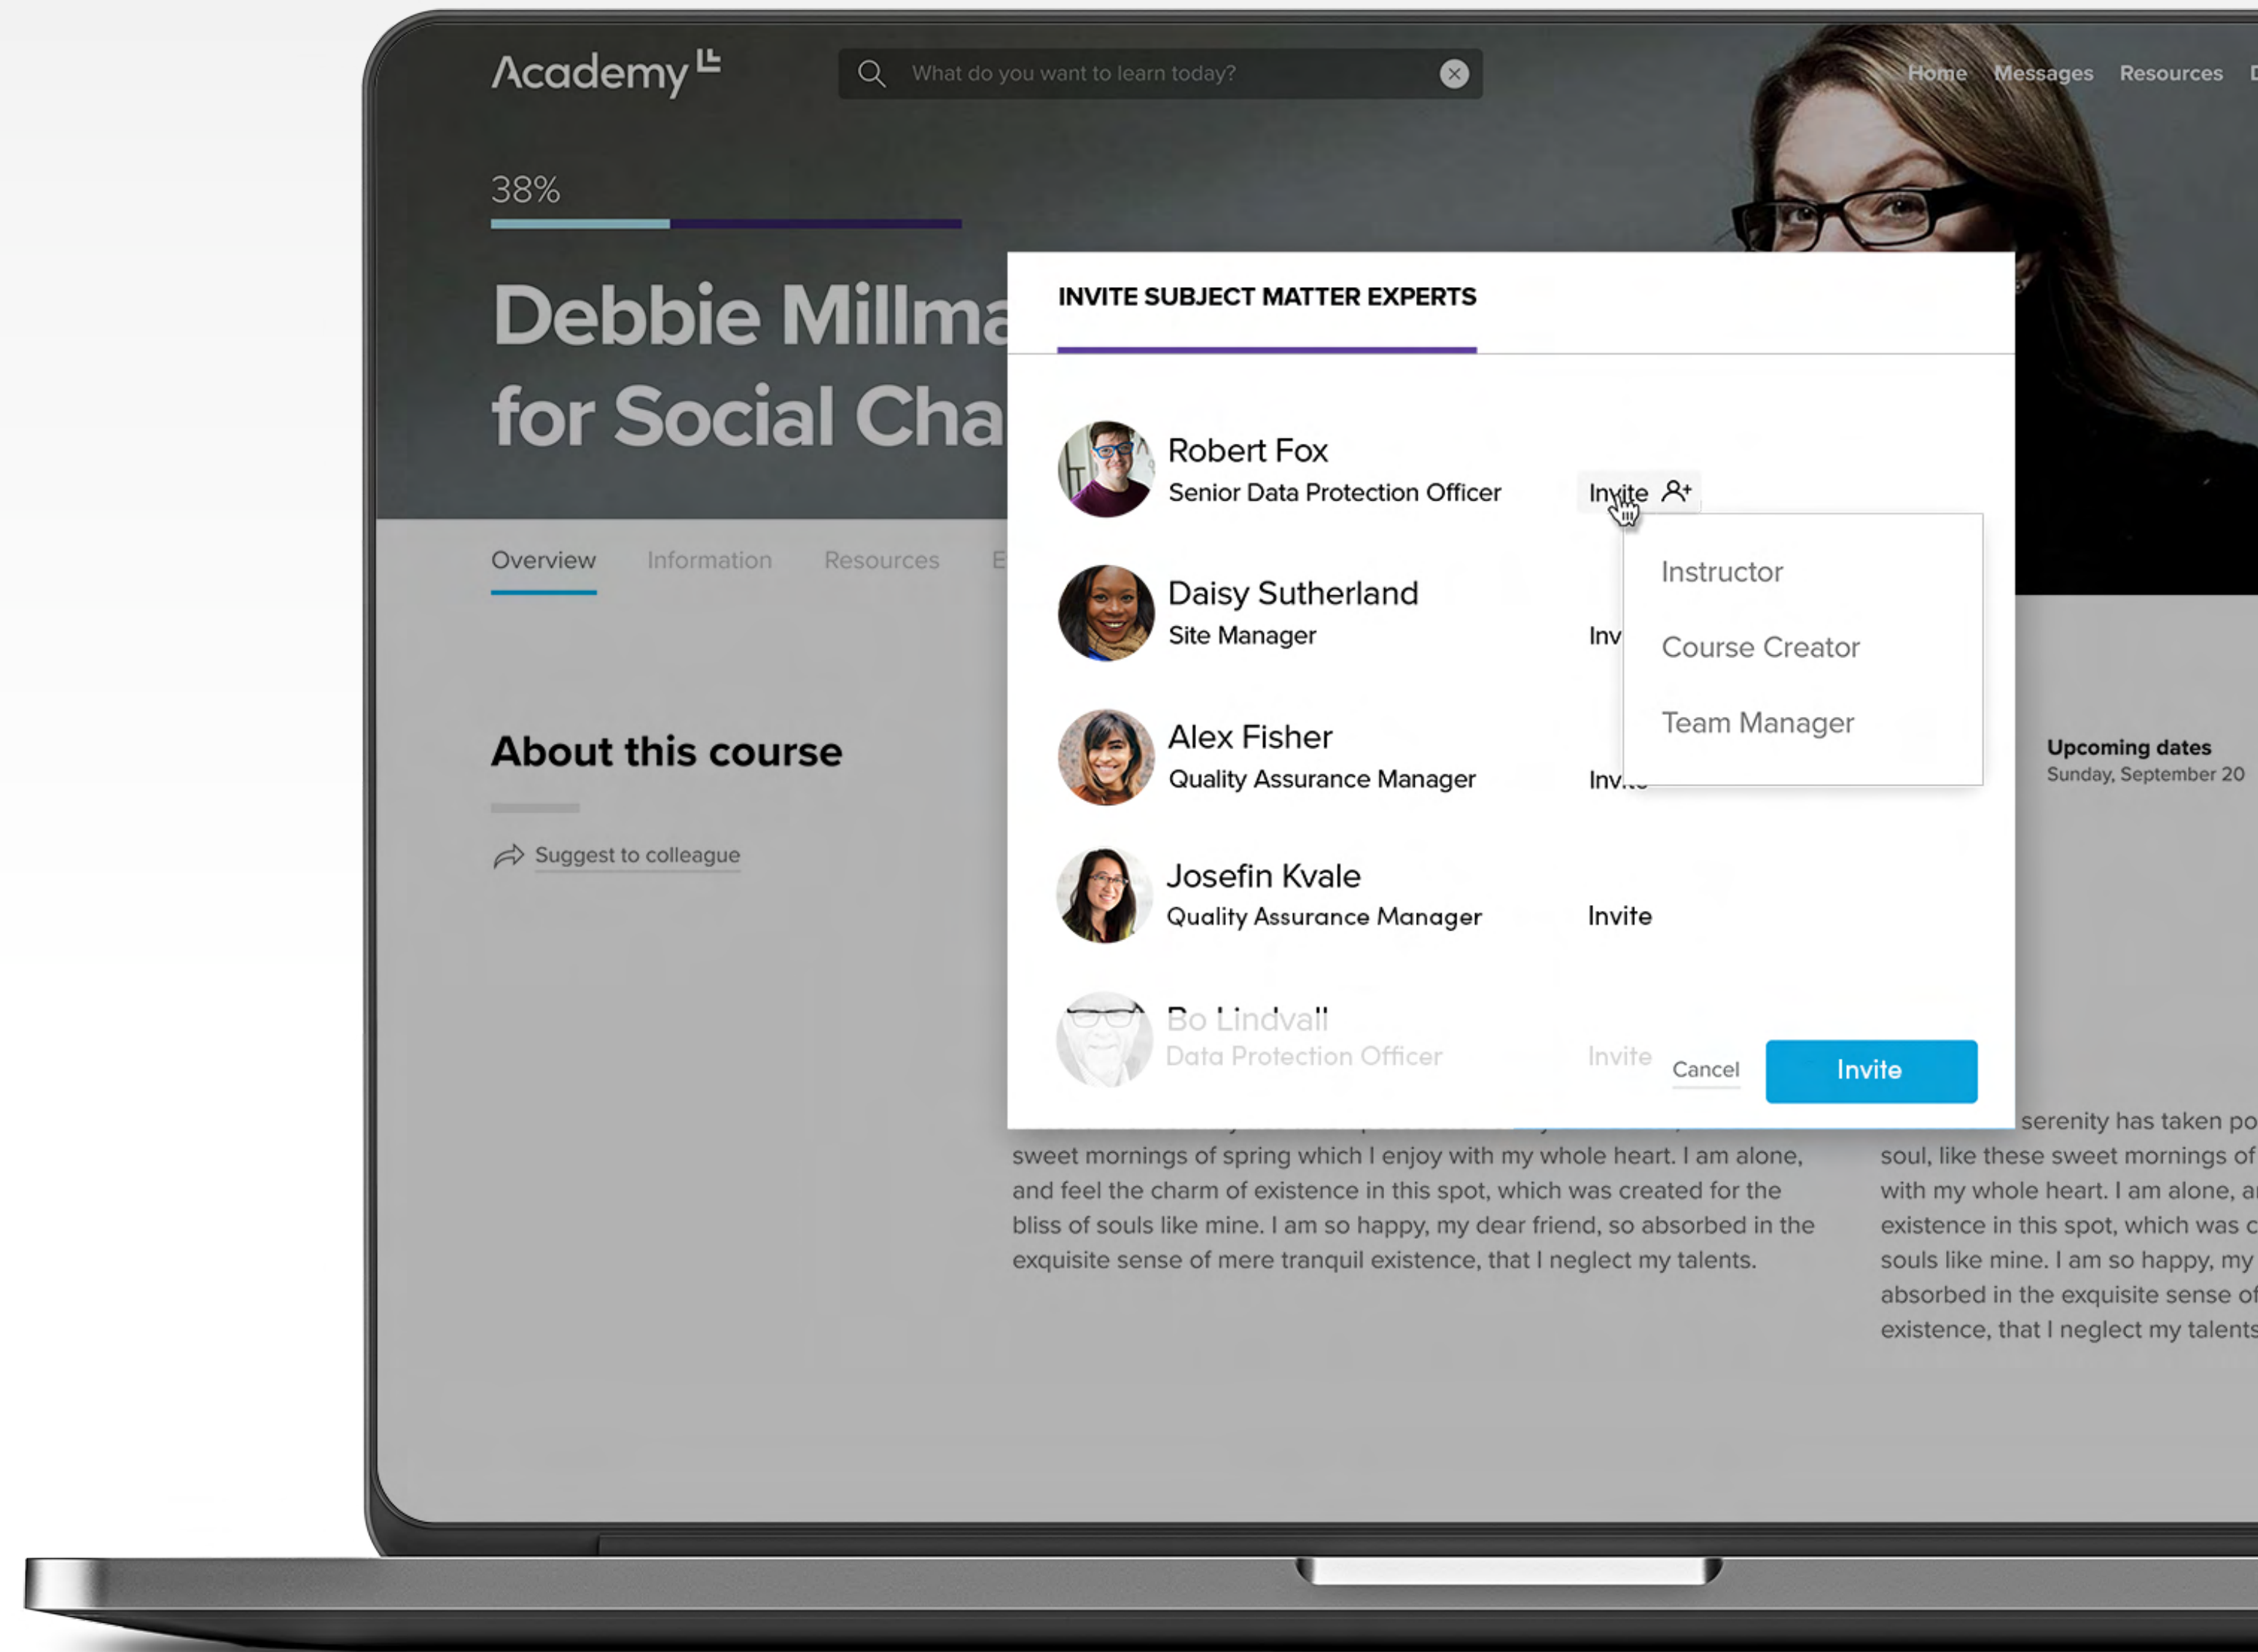 Academy
What do you want to learn today?
Home Messages Resources
38%
Debbie
for Social
Overview Information Resources
INVITE SUBJECT MATTER EXPERTS
Robert Fox
Senior Data Protection Officer
Invite
Instructor
Course Creator
Team Manager
Daisy Sutherland
Site Manager
Alex Fisher
Quality Assurance Manager
Josefin Kvale
Quality Assurance Manager
Invite
Bo Lindvall
Data Protection Officer
Invite
Cancel
Invite
About this course
Suggest to colleague
Upcoming dates
Sunday, September 20
sweet mornings of spring which I enjoy with my whole heart. I am alone,
and feel the charm of existence in this spot, which was created for the
bliss of souls like mine. I am so happy, my dear friend, so absorbed in the
exquisite sense of mere tranquil existence, that I neglect my talents.
serenity has taken
soul, like these sweet mornings of
with my whole heart. I am alone,
existence in this spot, which was
souls like mine. I am so happy, my
absorbed in the exquisite sense of
existence, that I neglect my talents